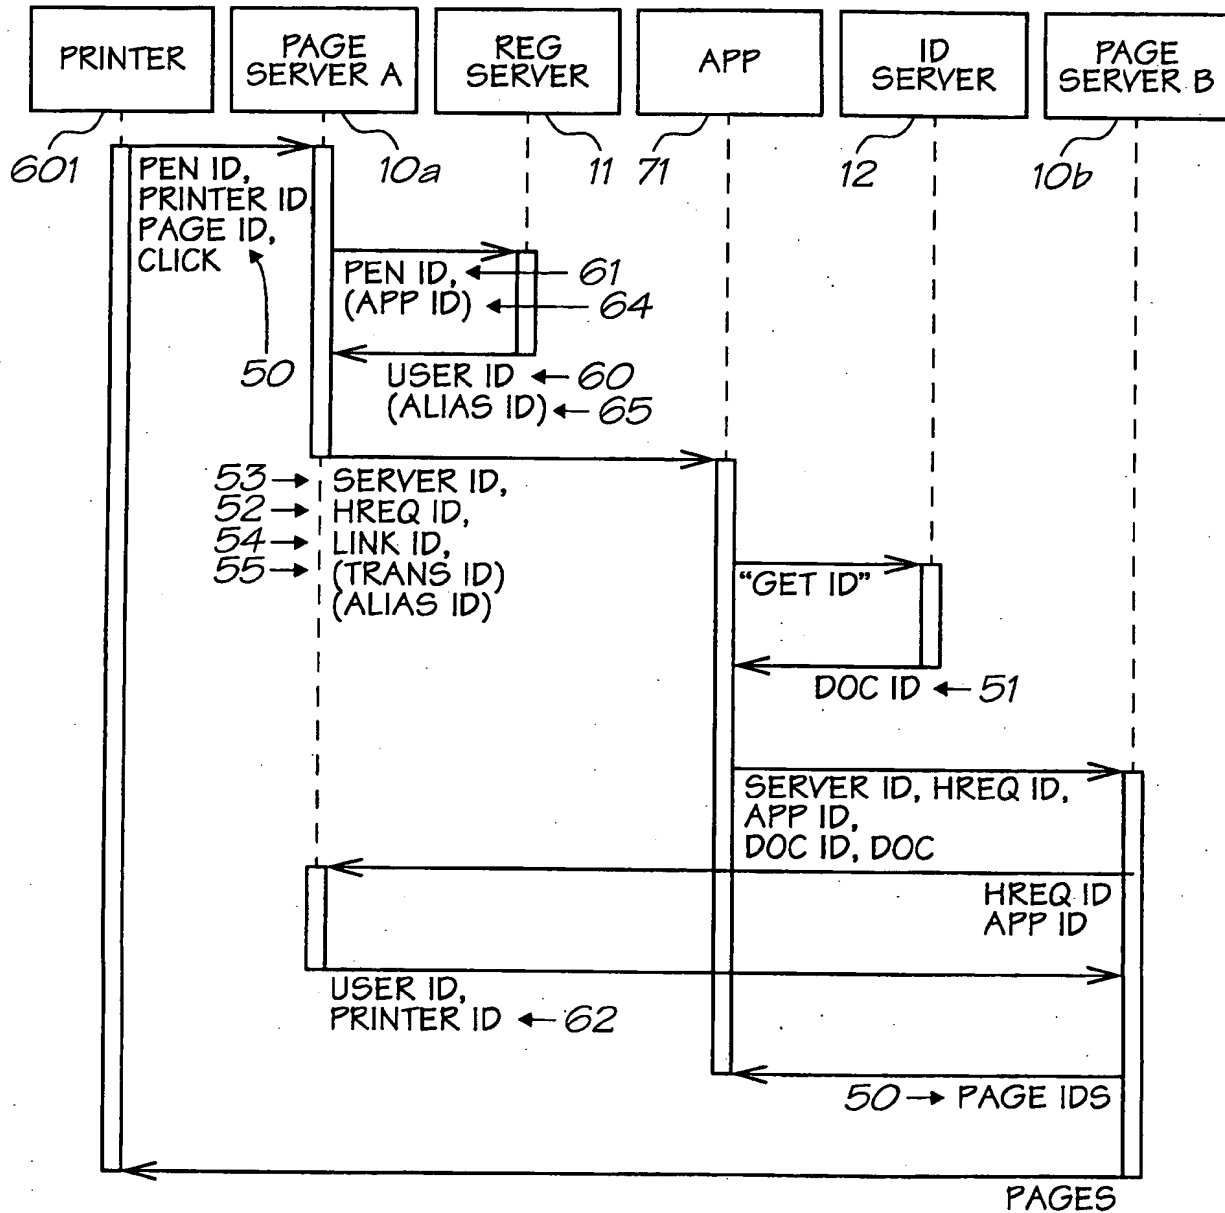 PRINTER
PAGE
SERVER A
REG
SERVER
APP
ID
SERVER
PAGE
SERVER B
601
10a
11
71
12
10b
PEN ID,
PRINTER ID
PAGE ID,
CLICK
50
PEN ID, 61
(APP ID) 64
USER ID 60
(ALIAS ID) 65
53 SERVER ID,
52 HREQ ID,
54 LINK ID,
55 (TRANS ID)
(ALIAS ID)
"GET ID"
DOC ID 51
SERVER ID, HREQ ID,
APP ID,
DOC ID, DOC
HREQ ID
APP ID
USER ID,
PRINTER ID 62
50 PAGE IDS
PAGES